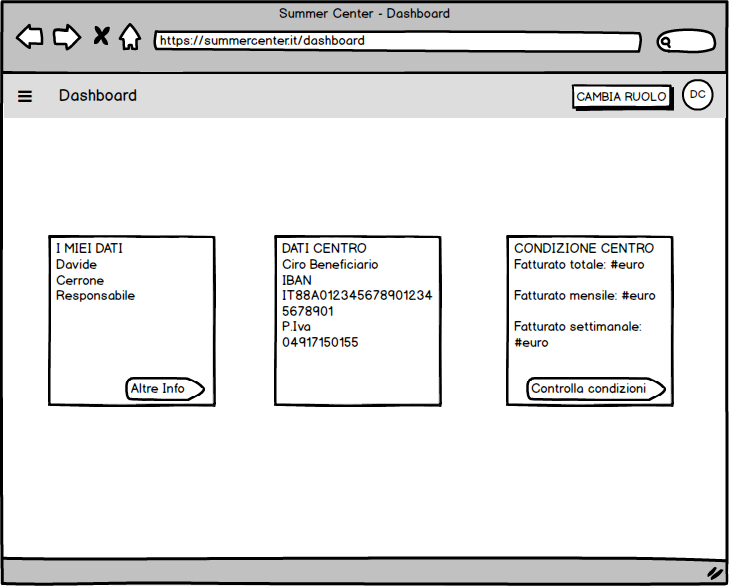 Summer Center - Dashboard
https://summercenter.it/dashboard
Dashboard
CAMBIA RUOLO
DC
I MIEI DATI
Davide
Cerrone
Responsabile
Altre Info
DATI CENTRO
Ciro Beneficiario
IBAN
IT88A012345678901234
5678901
P.Iva
04917150155
CONDIZIONE CENTRO
Fatturato totale: #euro
Fatturato mensile: #euro
Fatturato settimanale:
#euro
Controlla condizioni